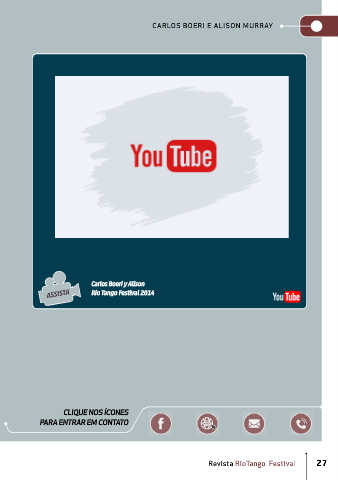 CARLOS BOERI E ALISON MURRAY
YouTube
ASSISTA
Carlos Boeri y Alison
Rio Tango Festival 2014
YouTube
CLIQUE NOS ÍCONES
PARA ENTRAR EM CONTATO
Revista RioTango Festival 27